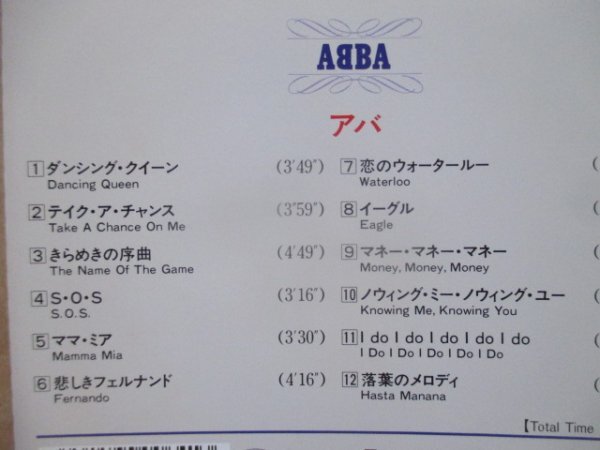 ABBA
アバ
1 ダンシング・クイーン (3'49")
Dancing Queen
2 テイク・ア・チャンス (3'59")
Take A Chance On Me
3 きらめきの序曲 (4'49")
The Name Of The Game
4 S・O・S (3'16")
S.O.S.
5 ママ・ミア (3'30")
Mamma Mia
6 悲しきフェルナンド (4'16")
Fernando
7 恋のウォータールー (
Waterloo
8 イーグル (
Eagle
9 マネー・マネー・マネー (
Money, Money, Money
10 ノウィング・ミー・ノウィング・ユー (
Knowing Me, Knowing You
11 I do I do I do I do I do (
I Do I Do I Do I Do I Do
12 落葉のメロディ (
Hasta Manana
【Total Time